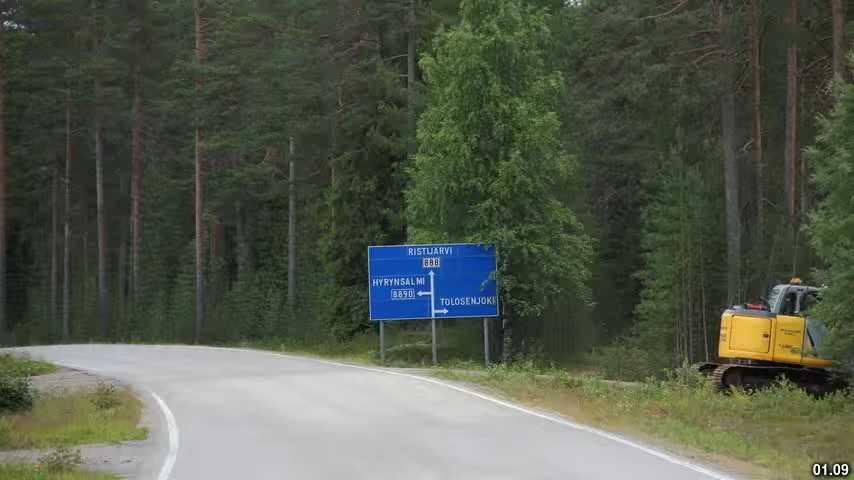 RISTIJÄRVI
888
HYRYNSALMI
8890
TOLOSENJOKI
01.09